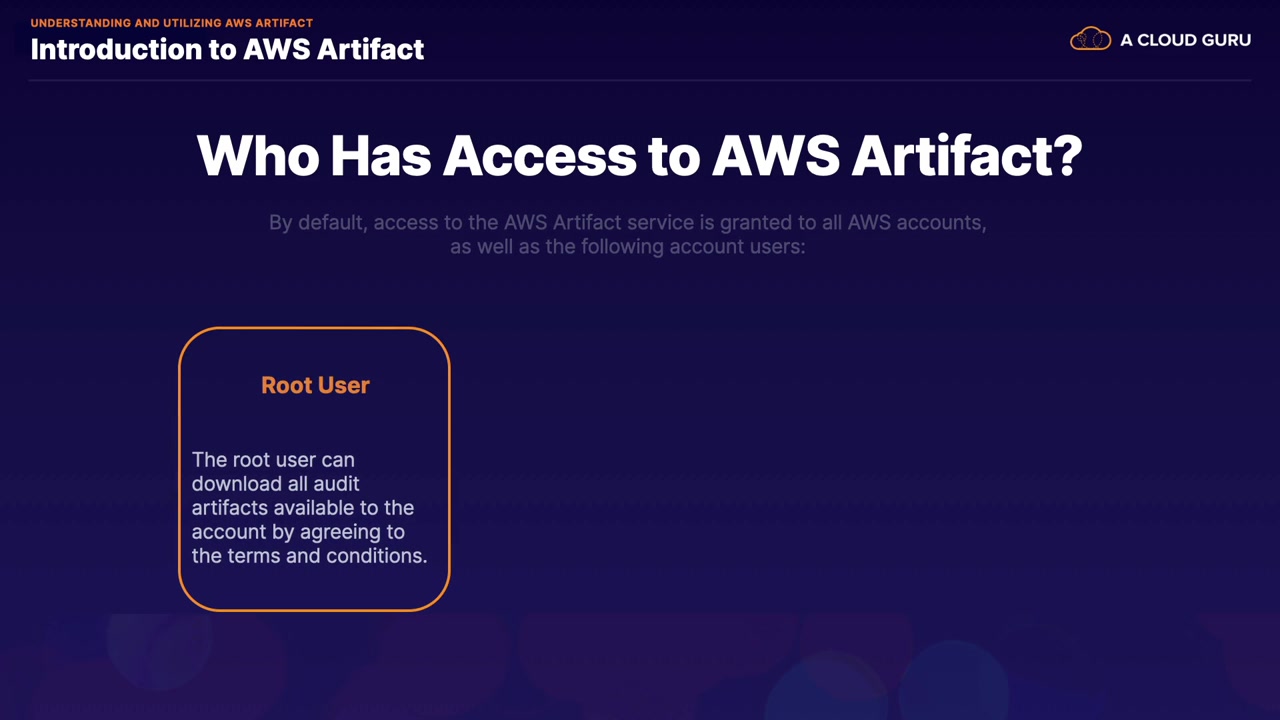 UNDERSTANDING AND UTILIZING AWS ARTIFACT
Introduction to AWS Artifact
A CLOUD GURU
Who Has Access to AWS Artifact?
By default, access to the AWS Artifact service is granted to all AWS accounts,
as well as the following account users:
Root User
The root user can
download all audit
artifacts available to the
account by agreeing to
the terms and conditions.